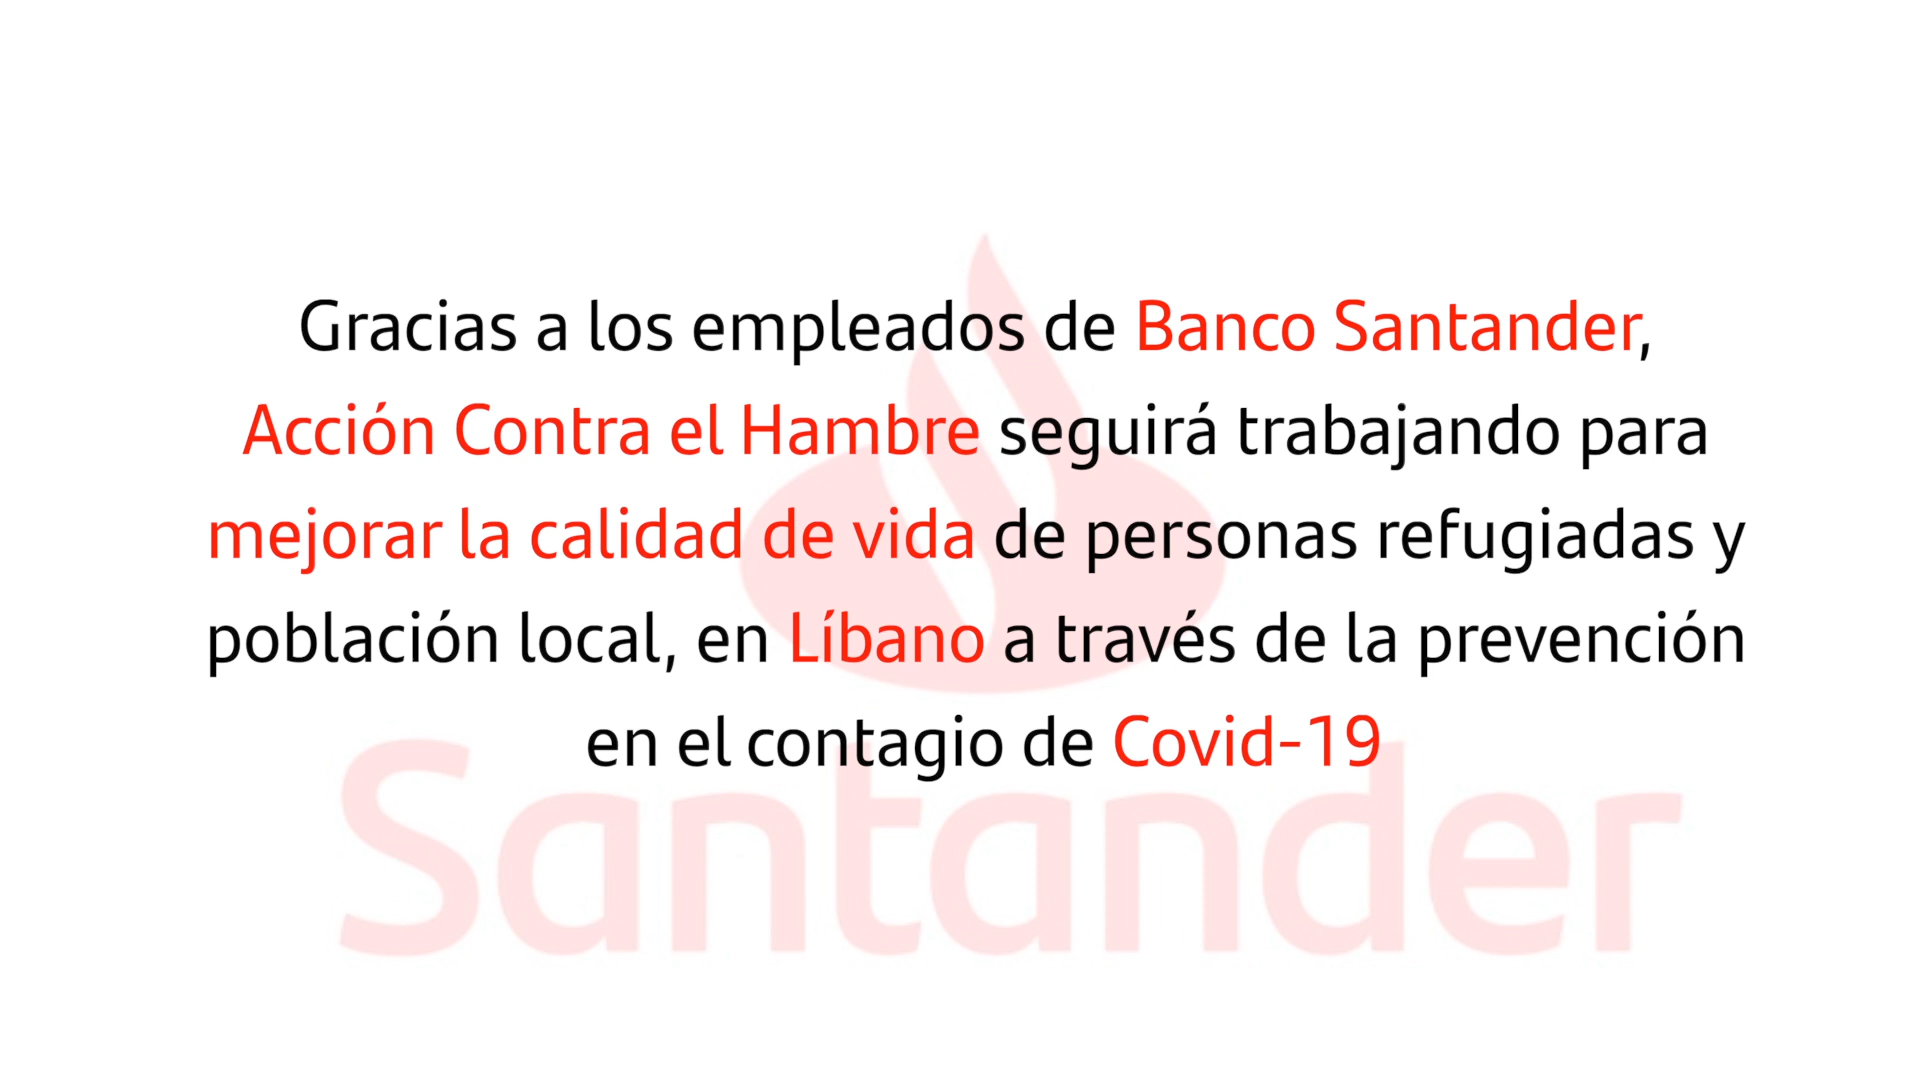 Gracias a los empleados de Banco Santander,
Acción Contra el Hambre seguirá trabajando para
mejorar la calidad de vida de personas refugiadas y
población local, en Líbano a través de la prevención
en el contagio de Covid-19
Santander